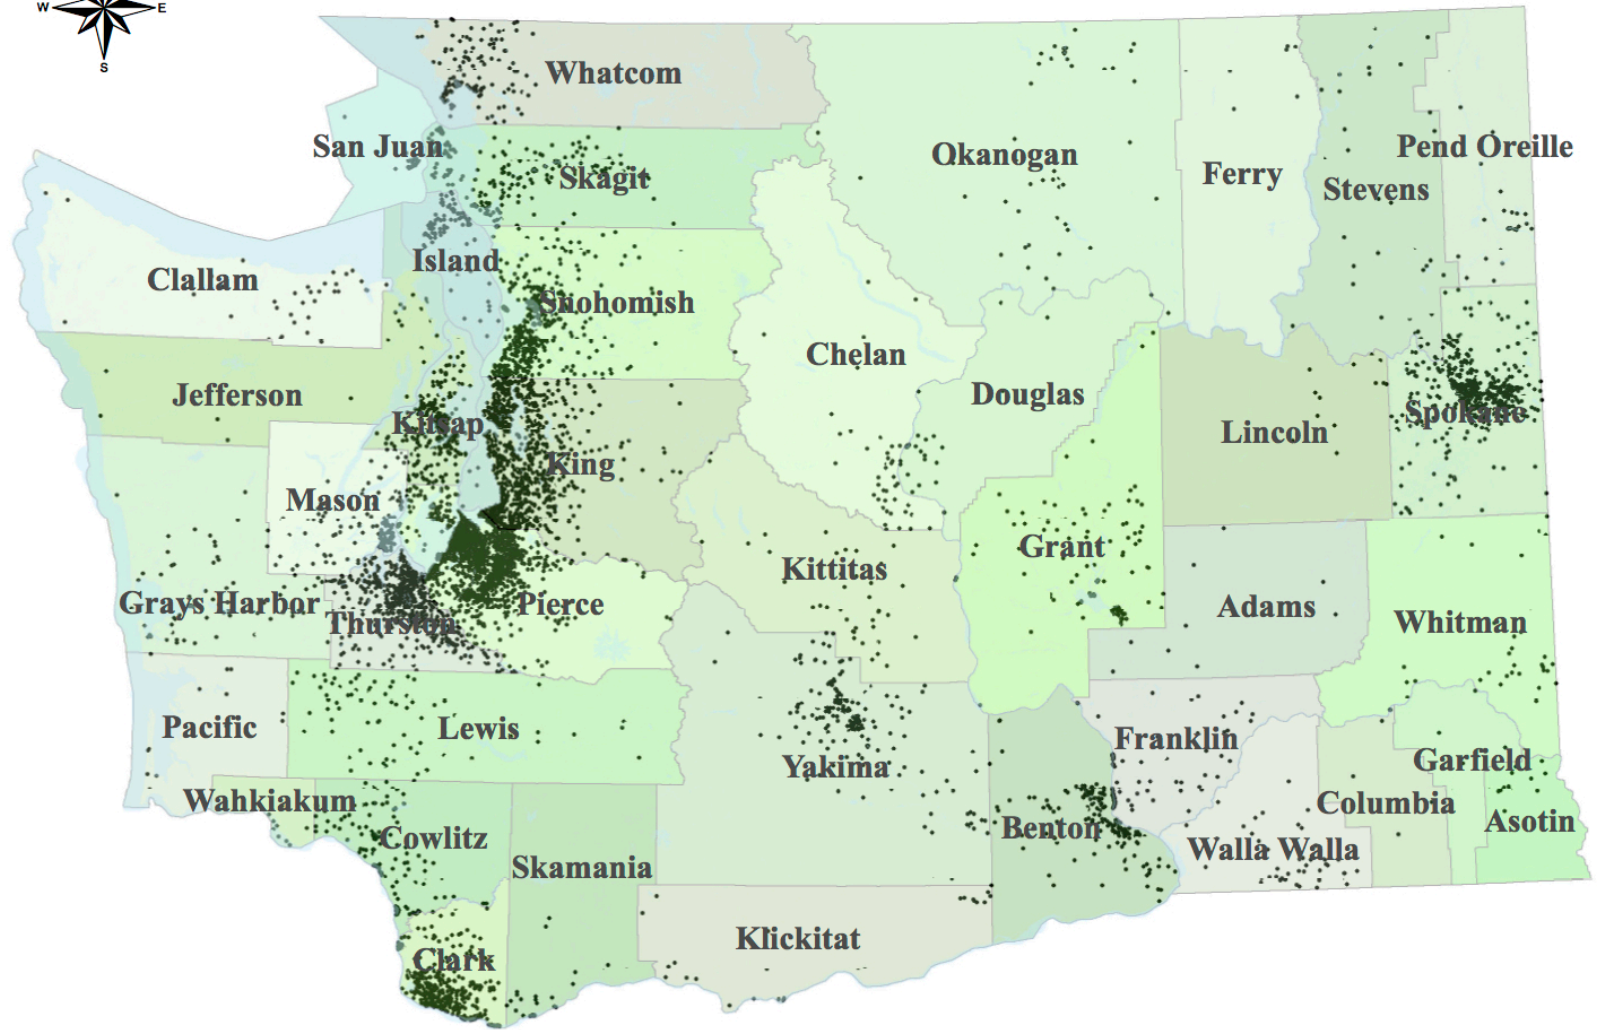 W E
S
Whatcom
San Juan
Skagit
Okanogan
Ferry
Stevens
Pend Oreille
Clallam
Island
Snohomish
Jefferson
Kitsap
King
Chelan
Douglas
Lincoln
Spokane
Mason
Grays Harbor
Thurston
Pierce
Kittitas
Grant
Adams
Whitman
Pacific
Lewis
Yakima
Franklin
Garfield
Wahkiakum
Cowlitz
Skamania
Benton
Walla Walla
Columbia
Asotin
Clark
Klickitat